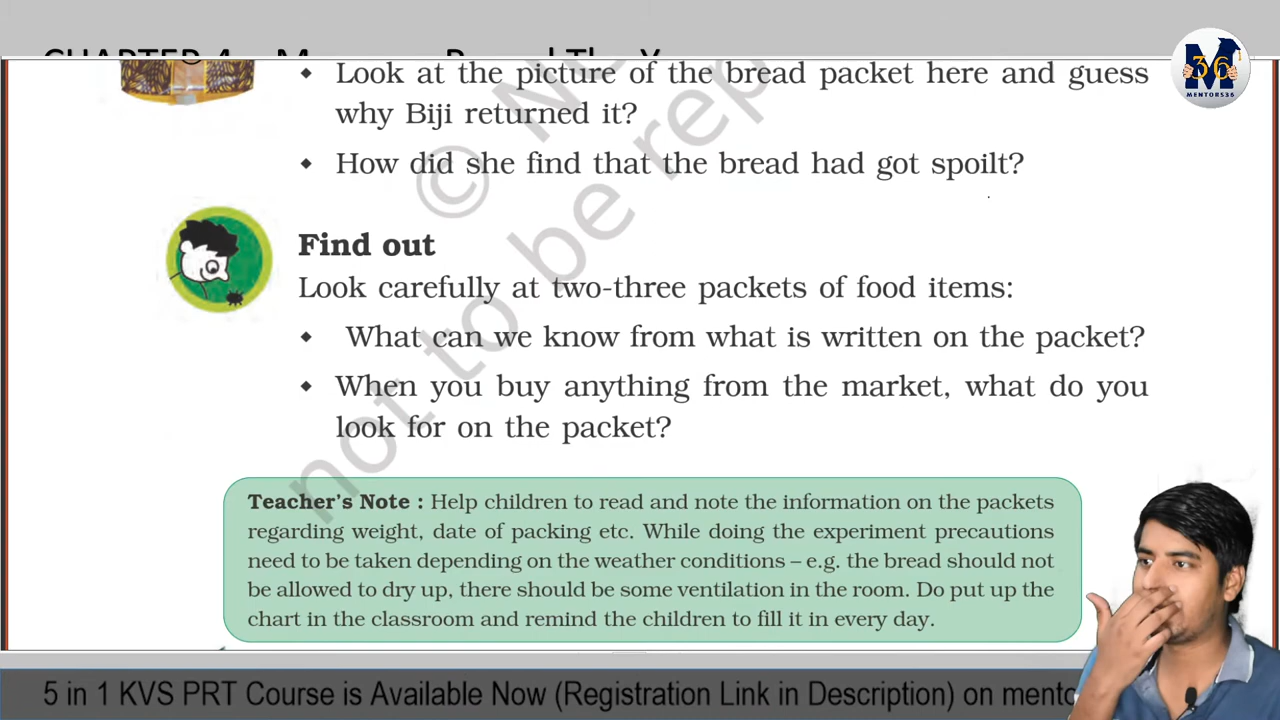 Look at the picture of the bread packet here and guess
why Biji returned it?
How did she find that the bread had got spoilt?
Find out
Look carefully at two-three packets of food items:
What can we know from what is written on the packet?
When you buy anything from the market, what do you
look for on the packet?
Teacher's Note : Help children to read and note the information on the packets
regarding weight, date of packing etc. While doing the experiment precautions
need to be taken depending on the weather conditions – e.g. the bread should not
be allowed to dry up, there should be some ventilation in the room. Do put up the
chart in the classroom and remind the children to fill it in every day.
not to be rep
M
36
MENTORS36
5 in 1 KVS PRT Course is Available Now (Registration Link in Description) on mento